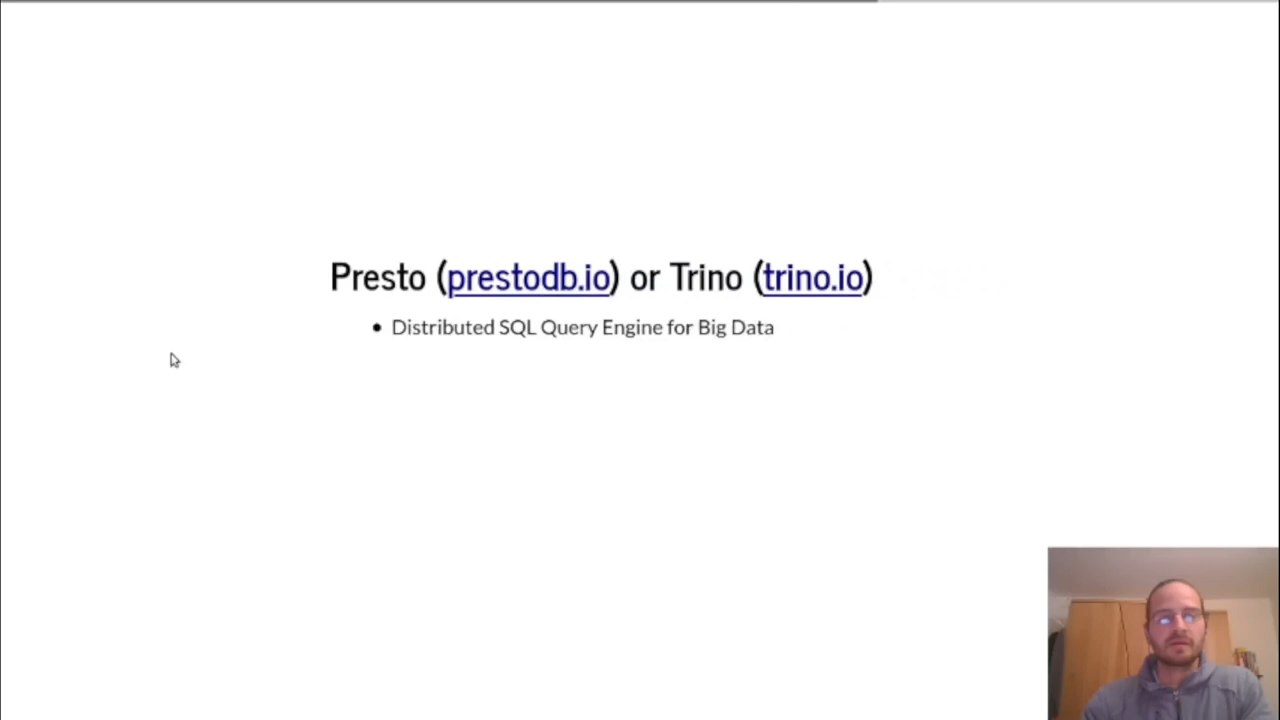 Presto (prestodb.io) or Trino (trino.io)
• Distributed SQL Query Engine for Big Data